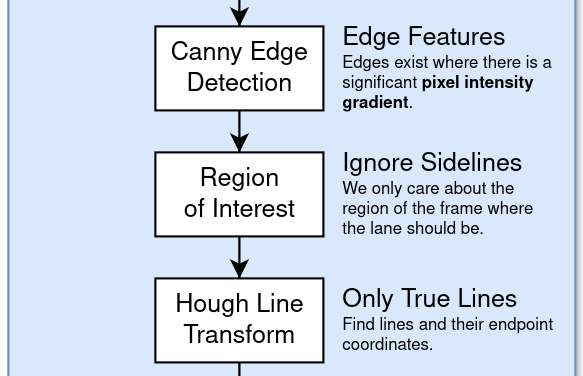 Canny Edge
Detection
Edge Features
Edges exist where there is a
significant pixel intensity
gradient.
Region
of Interest
Ignore Sidelines
We only care about the
region of the frame where
the lane should be.
Hough Line
Transform
Only True Lines
Find lines and their endpoint
coordinates.